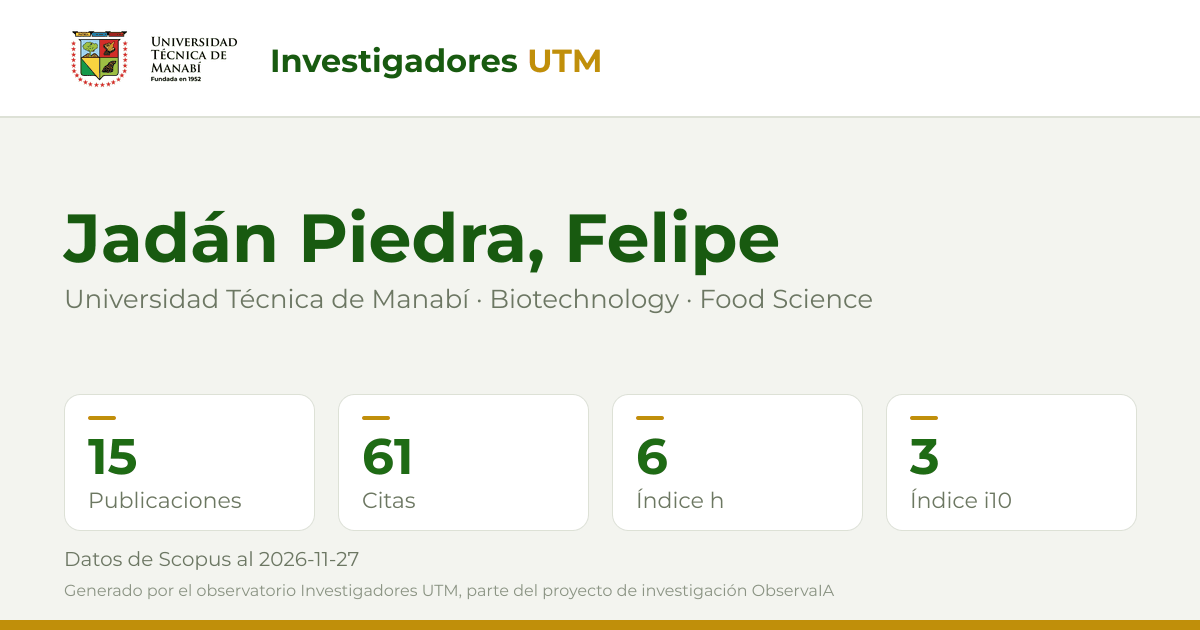 UNIVERSIDAD
TÉCNICA DE
MANABÍ
Fundada en 1952
Investigadores UTM
Jadán Piedra, Felipe
Universidad Técnica de Manabí · Biotechnology · Food Science
15
Publicaciones
61
Citas
6
Índice h
3
Índice i10
Datos de Scopus al 2026-11-27
Generado por el observatorio Investigadores UTM, parte del proyecto de investigación ObservaIA